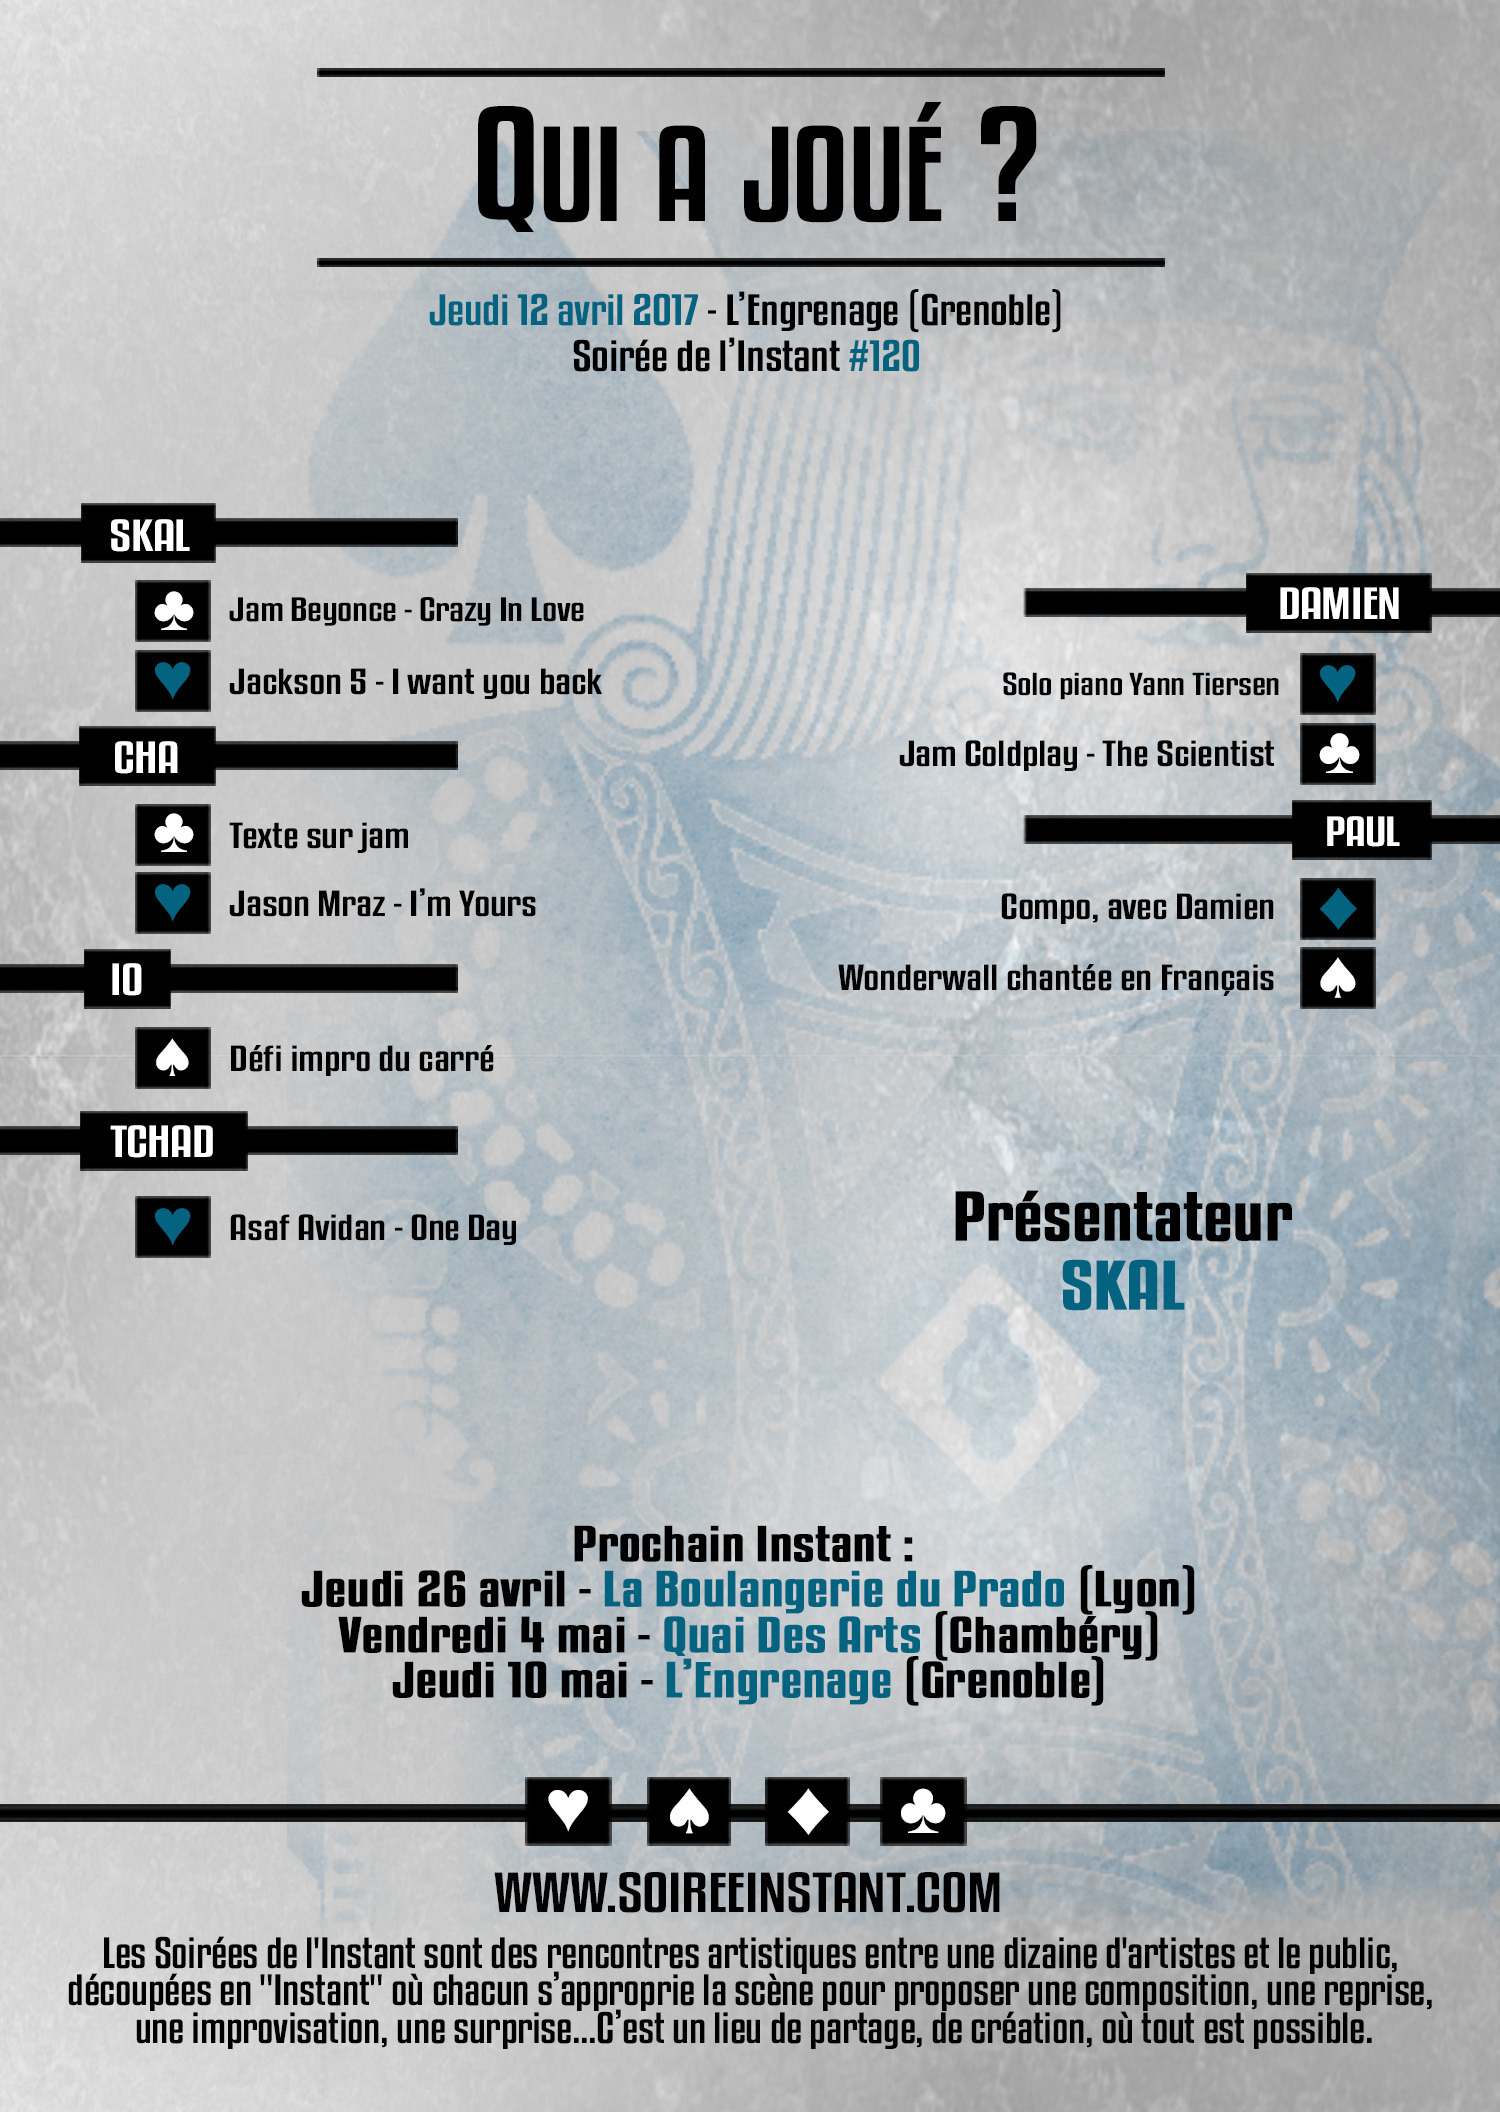 Qui a joué ?
Jeudi 12 avril 2017 - L'Engrenage (Grenoble)
Soirée de l'Instant #120
SKAL
Jam Beyonce - Crazy In Love
Jackson 5 - I want you back
CHA
Texte sur jam
Jason Mraz - I'm Yours
IO
Défi impro du carré
TCHAD
Asaf Avidan - One Day
DAMIEN
Solo piano Yann Tiersen
Jam Coldplay - The Scientist
PAUL
Compo, avec Damien
Wonderwall chantée en Français
Présentateur
SKAL
Prochain Instant :
Jeudi 26 avril - La Boulangerie du Prado (Lyon)
Vendredi 4 mai - Quai Des Arts (Chambéry)
Jeudi 10 mai - L'Engrenage (Grenoble)
WWW.SOIREEINSTANT.COM
Les Soirées de l'Instant sont des rencontres artistiques entre une dizaine d'artistes et le public,
découpées en "Instant" où chacun s'approprie la scène pour proposer une composition, une reprise,
une improvisation, une surprise...C'est un lieu de partage, de création, où tout est possible.